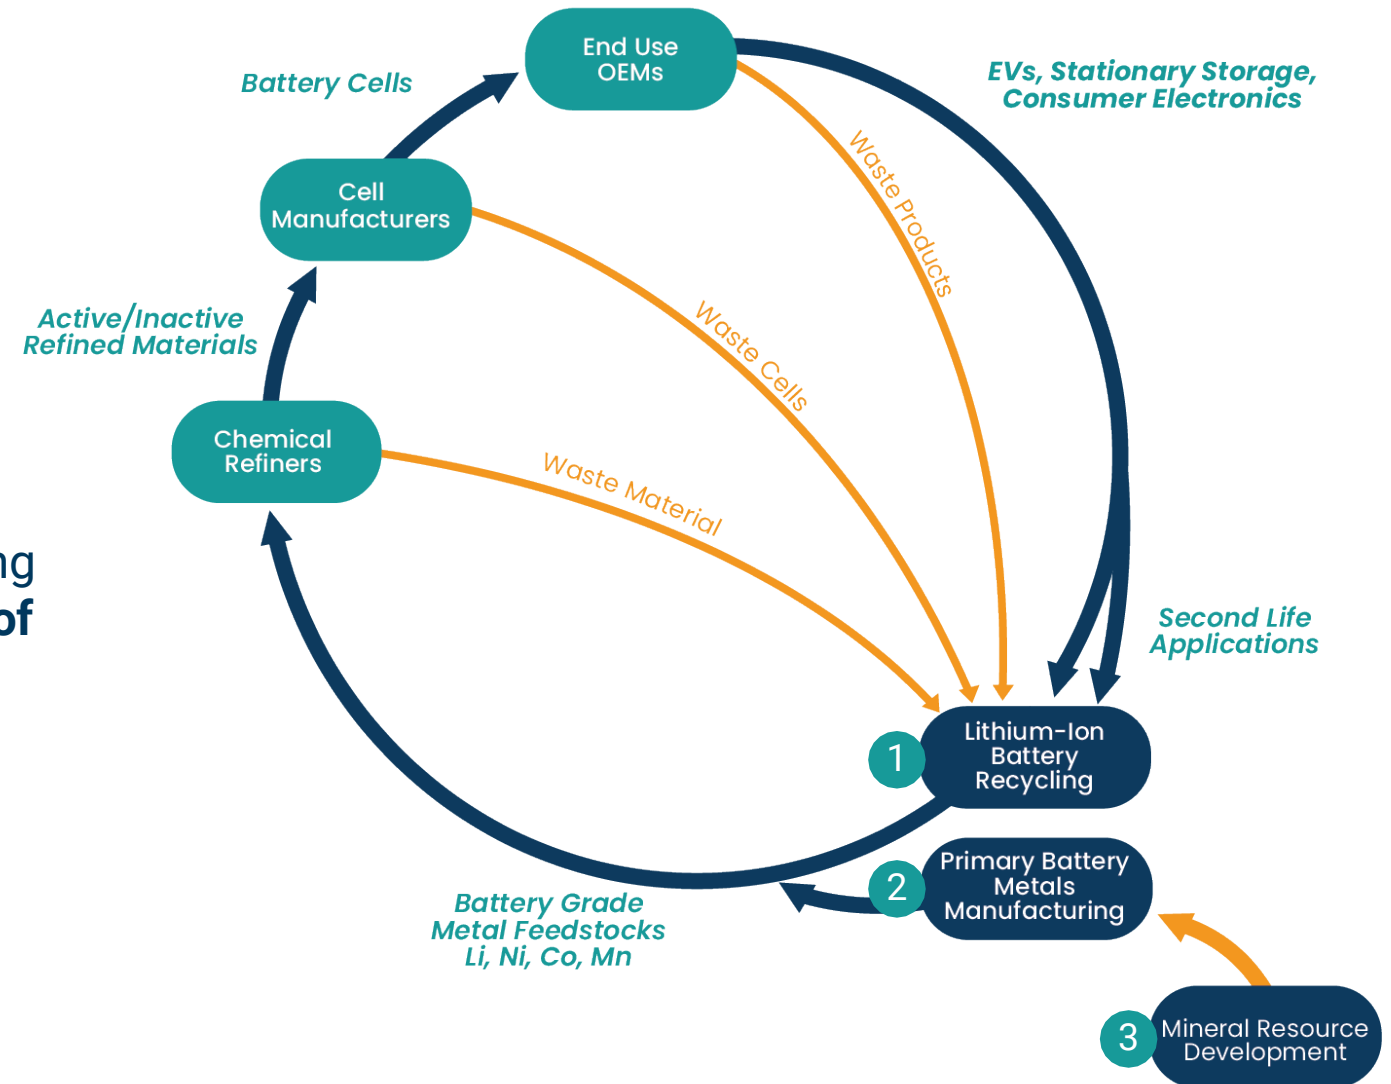 End Use
OEMs
Battery Cells
EVs, Stationary Storage,
Consumer Electronics
Waste Products
Cell
Manufacturers
Waste Cells
Active/Inactive
Refined Materials
Chemical
Refiners
Waste Material
of
Second Life
Applications
1
Lithium-Ion
Battery
Recycling
2
Primary Battery
Metals
Manufacturing
Battery Grade
Metal Feedstocks
Li, Ni, Co, Mn
3
Mineral Resource
Development